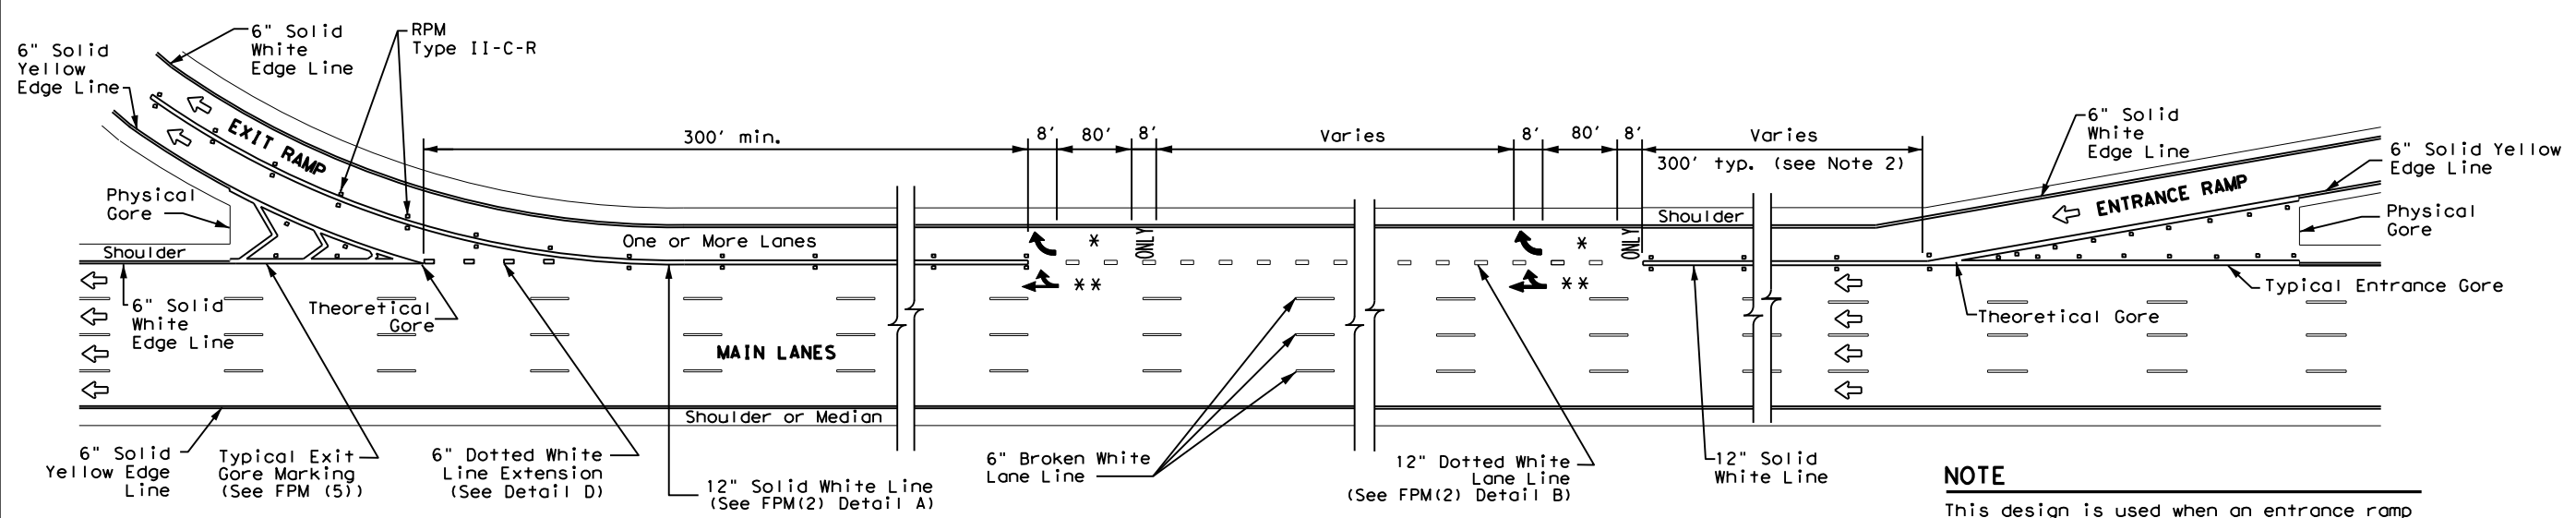 6" Solid
White
Edge Line
RPM
Type II-C-R
6" Solid
Yellow
Edge Line
EXIT RAMP
300' min.
8'
80'
8'
Varies
8'
80'
8'
Varies
300' typ. (see Note 2)
6" Solid
White
Edge Line
6" Solid Yellow
Edge Line
ENTRANCE RAMP
Physical
Gore
Physical
Gore
Shoulder
One or More Lanes
*
ONLY
*
ONLY
Shoulder
**
**
Typical Entrance Gore
Theoretical Gore
6" Solid
White
Edge Line
Theoretical
Gore
MAIN LANES
Shoulder or Median
6" Solid
Yellow Edge
Line
Typical Exit
Gore Marking
(See FPM (5))
6" Dotted White
Line Extension
(See Detail D)
12" Solid White Line
(See FPM(2) Detail A)
6" Broken White
Lane Line
12" Dotted White
Lane Line
(See FPM(2) Detail B)
12" Solid
White Line
NOTE
This design is used when an entrance ramp